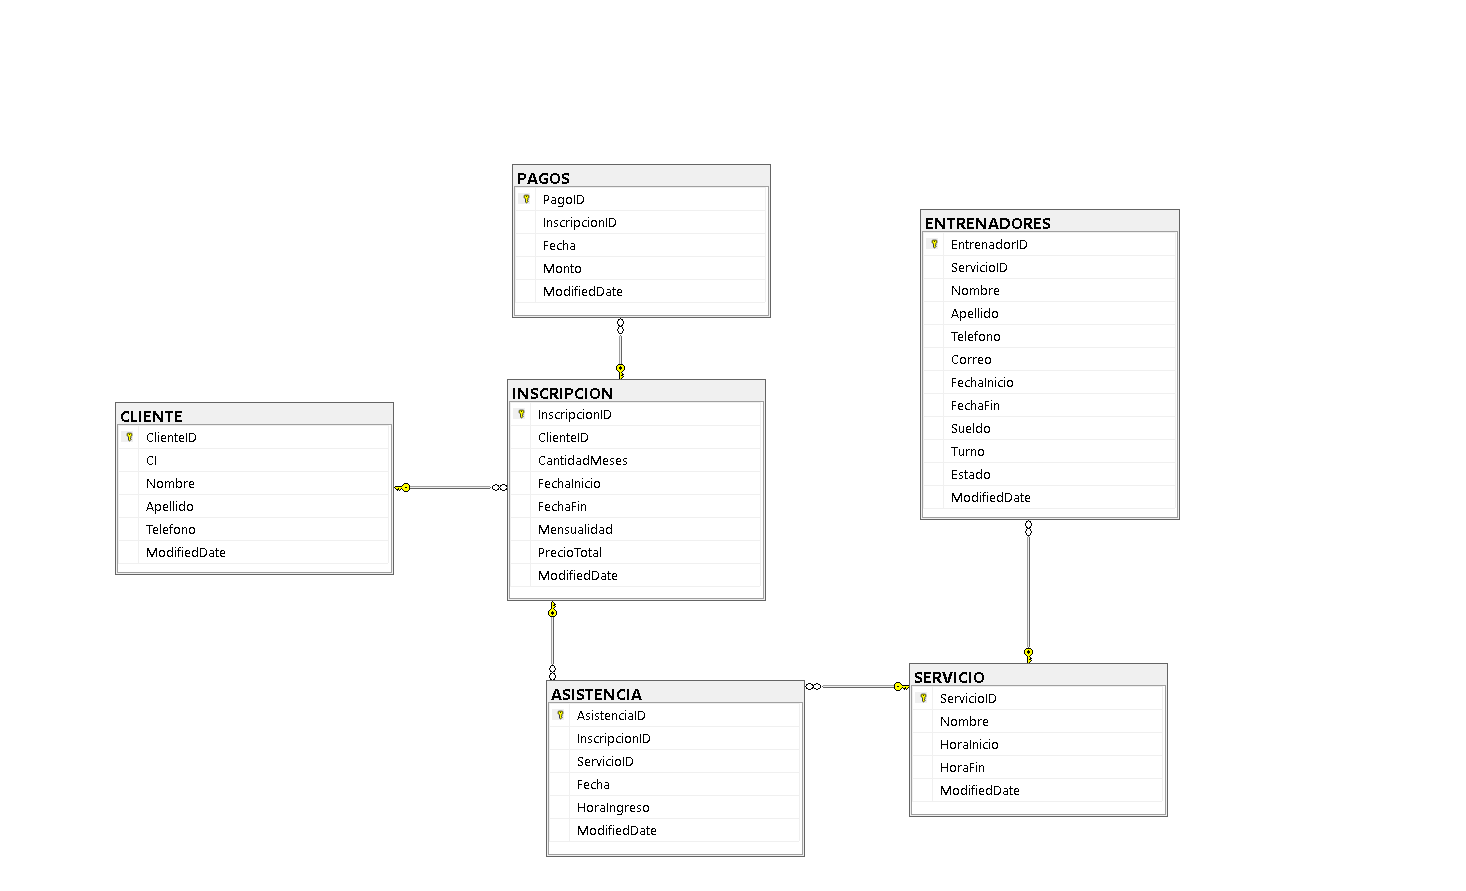 PAGOS
PagoID
InscripcionID
Fecha
Monto
ModifiedDate
ENTRENADORES
EntrenadorID
ServicioID
Nombre
Apellido
Telefono
Correo
FechaInicio
FechaFin
Sueldo
Turno
Estado
ModifiedDate
CLIENTE
ClienteID
CI
Nombre
Apellido
Telefono
ModifiedDate
INSCRIPCION
InscripcionID
ClienteID
CantidadMeses
FechaInicio
FechaFin
Mensualidad
PrecioTotal
ModifiedDate
ASISTENCIA
AsistenciaID
InscripcionID
ServicioID
Fecha
HoraIngreso
ModifiedDate
SERVICIO
ServicioID
Nombre
HoraInicio
HoraFin
ModifiedDate